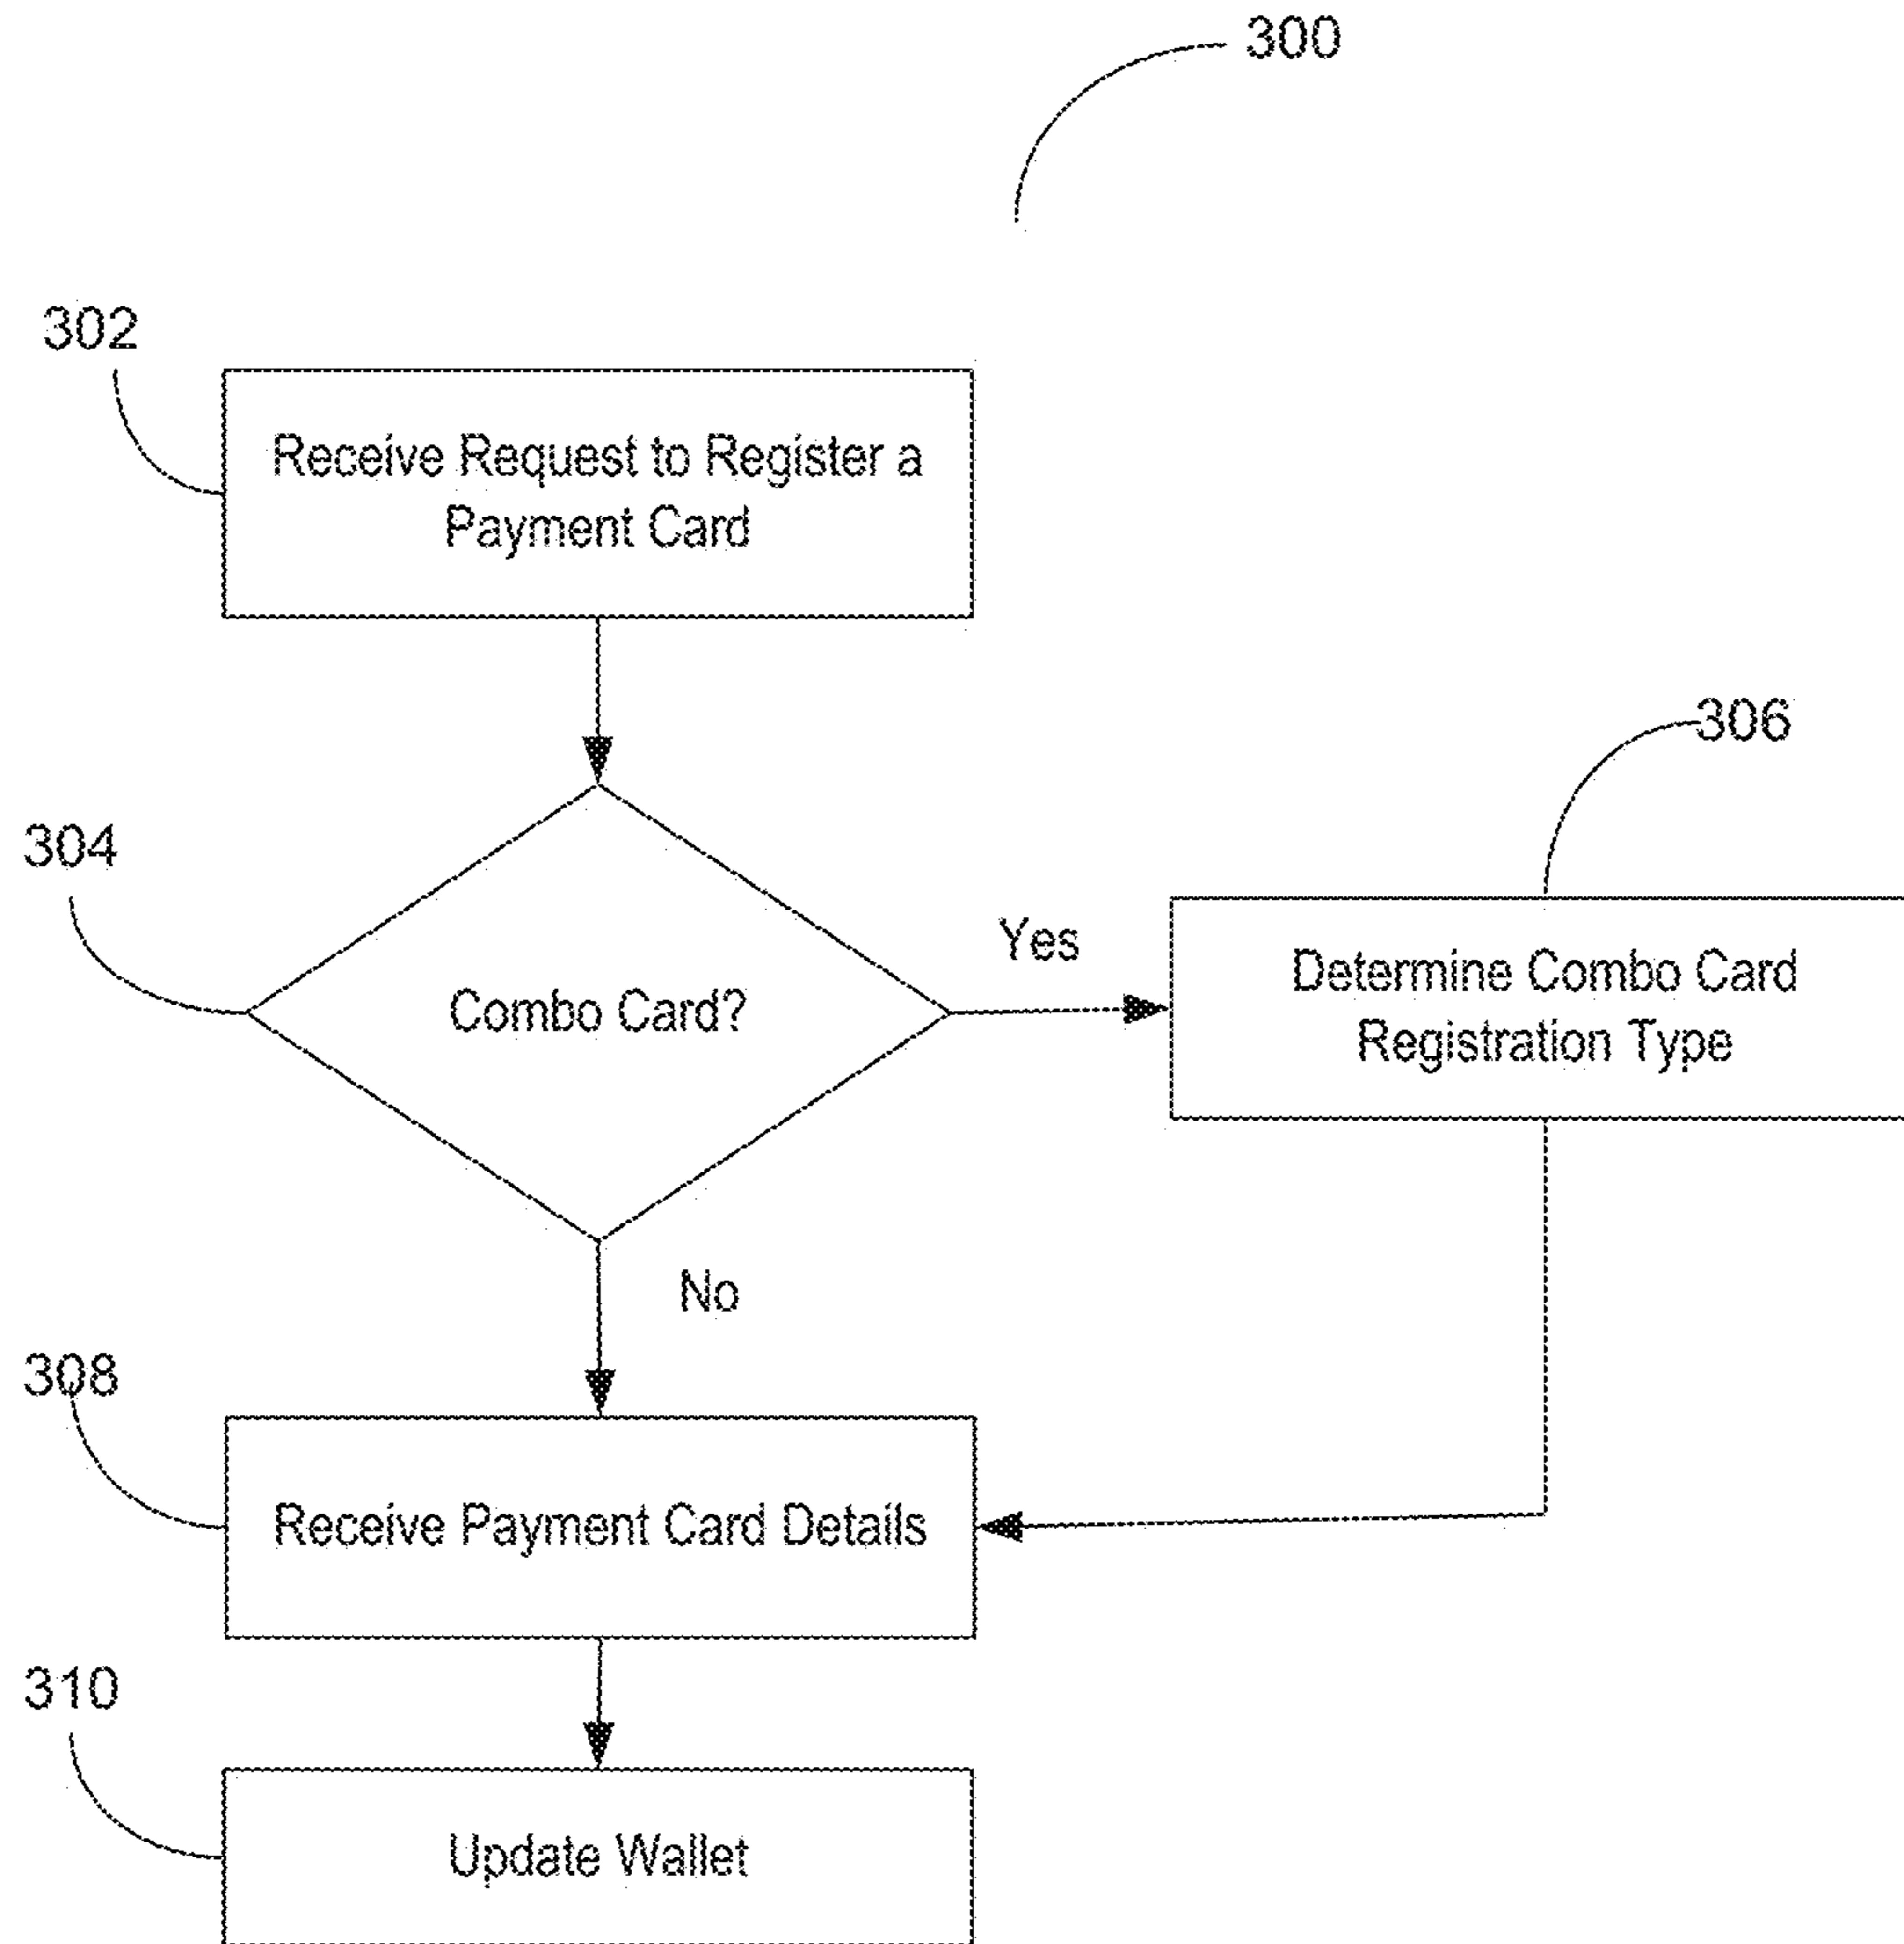 300
302
Receive Request to Register a
Payment Card
304
Combo Card?
Yes
306
Determine Combo Card
Registration Type
No
308
Receive Payment Card Details
310
Update Wallet